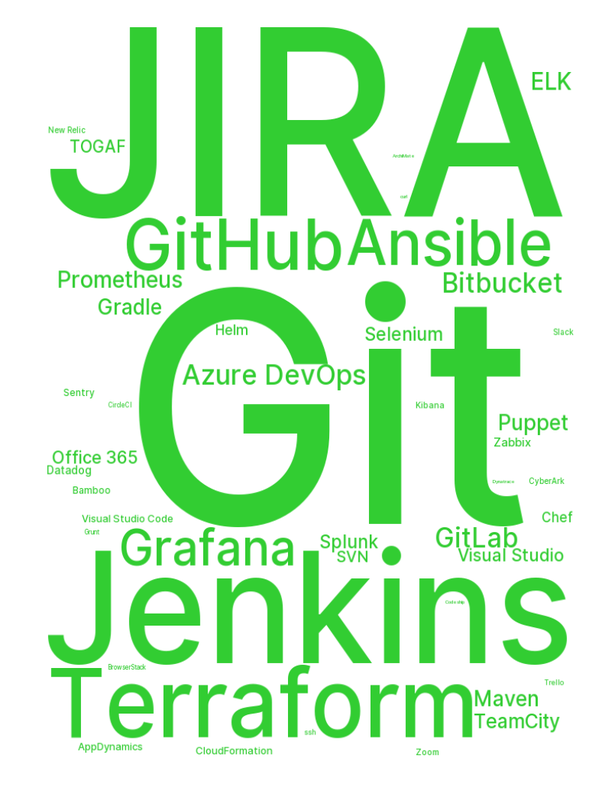 JIRA
ELK
New Relic
TOGAF
GitHub
Ansible
Prometheus
Bitbucket
Gradle
Git
Helm
Selenium
Slack
Azure DevOps
Sentry
CircleCI
Kibana
Puppet
Zabbix
Office 365
Datadog
CyberArk
Bamboo
Chef
Visual Studio Code
Grunt
Grafana
Splunk
GitLab
SVN
Visual Studio
Jenkins
BrowserStack
Terraform
Trello
Maven
TeamCity
ssh
AppDynamics
CloudFormation
Zoom